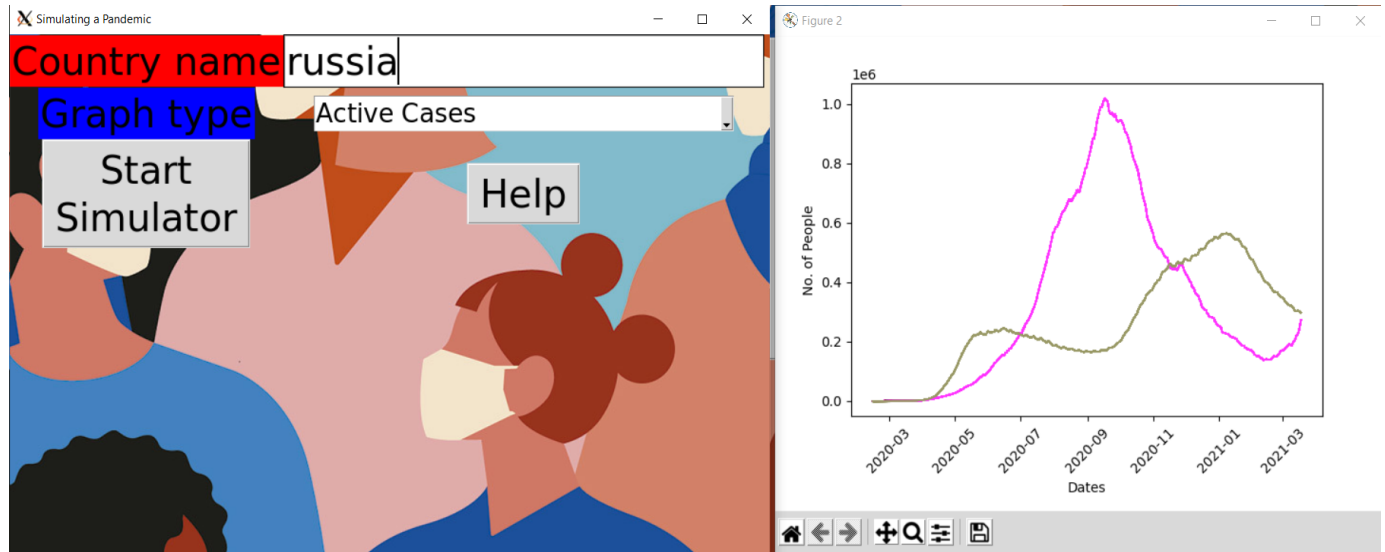 Simulating a Pandemic
Country name russia
Graph type Active Cases
Start
Simulator
Help
Figure 2
1e6
1.0
0.8
0.6
0.4
0.2
0.0
No. of People
2020-03 2020-05 2020-07 2020-09 2020-11 2021-01 2021-03
Dates